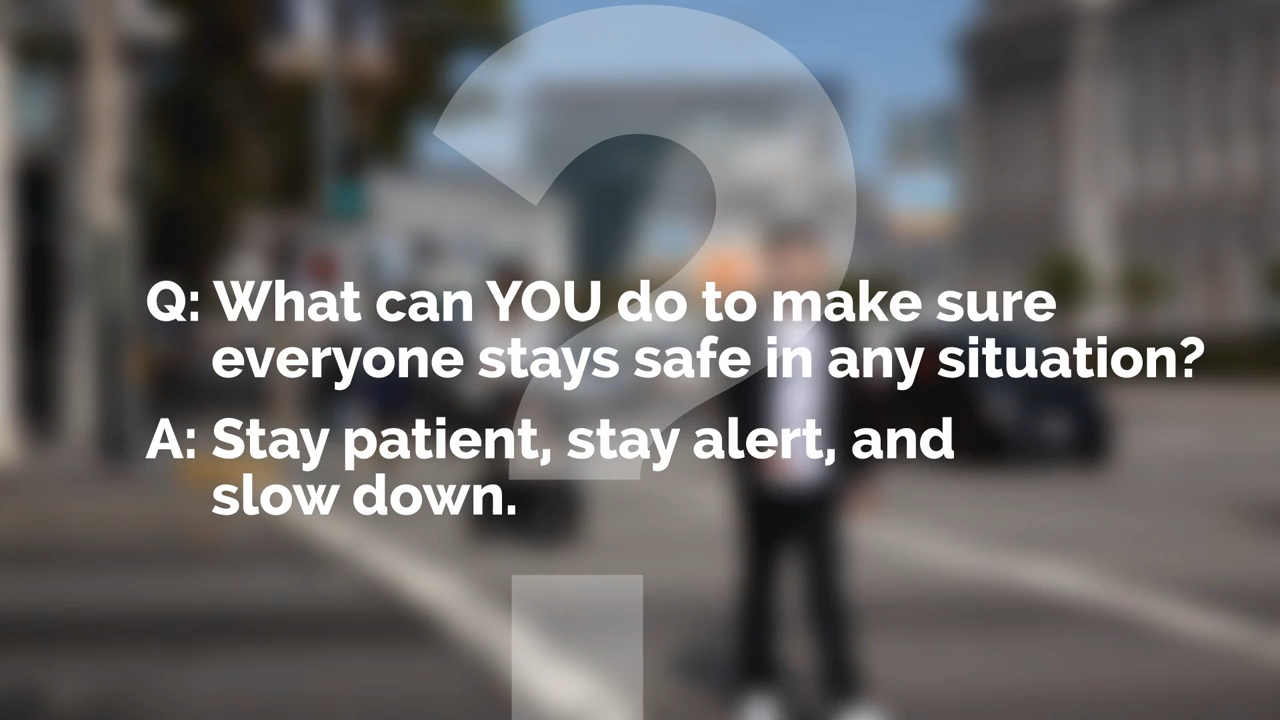 Q: What can YOU do to make sure
everyone stays safe in any situation?
A: Stay patient, stay alert, and
slow down.